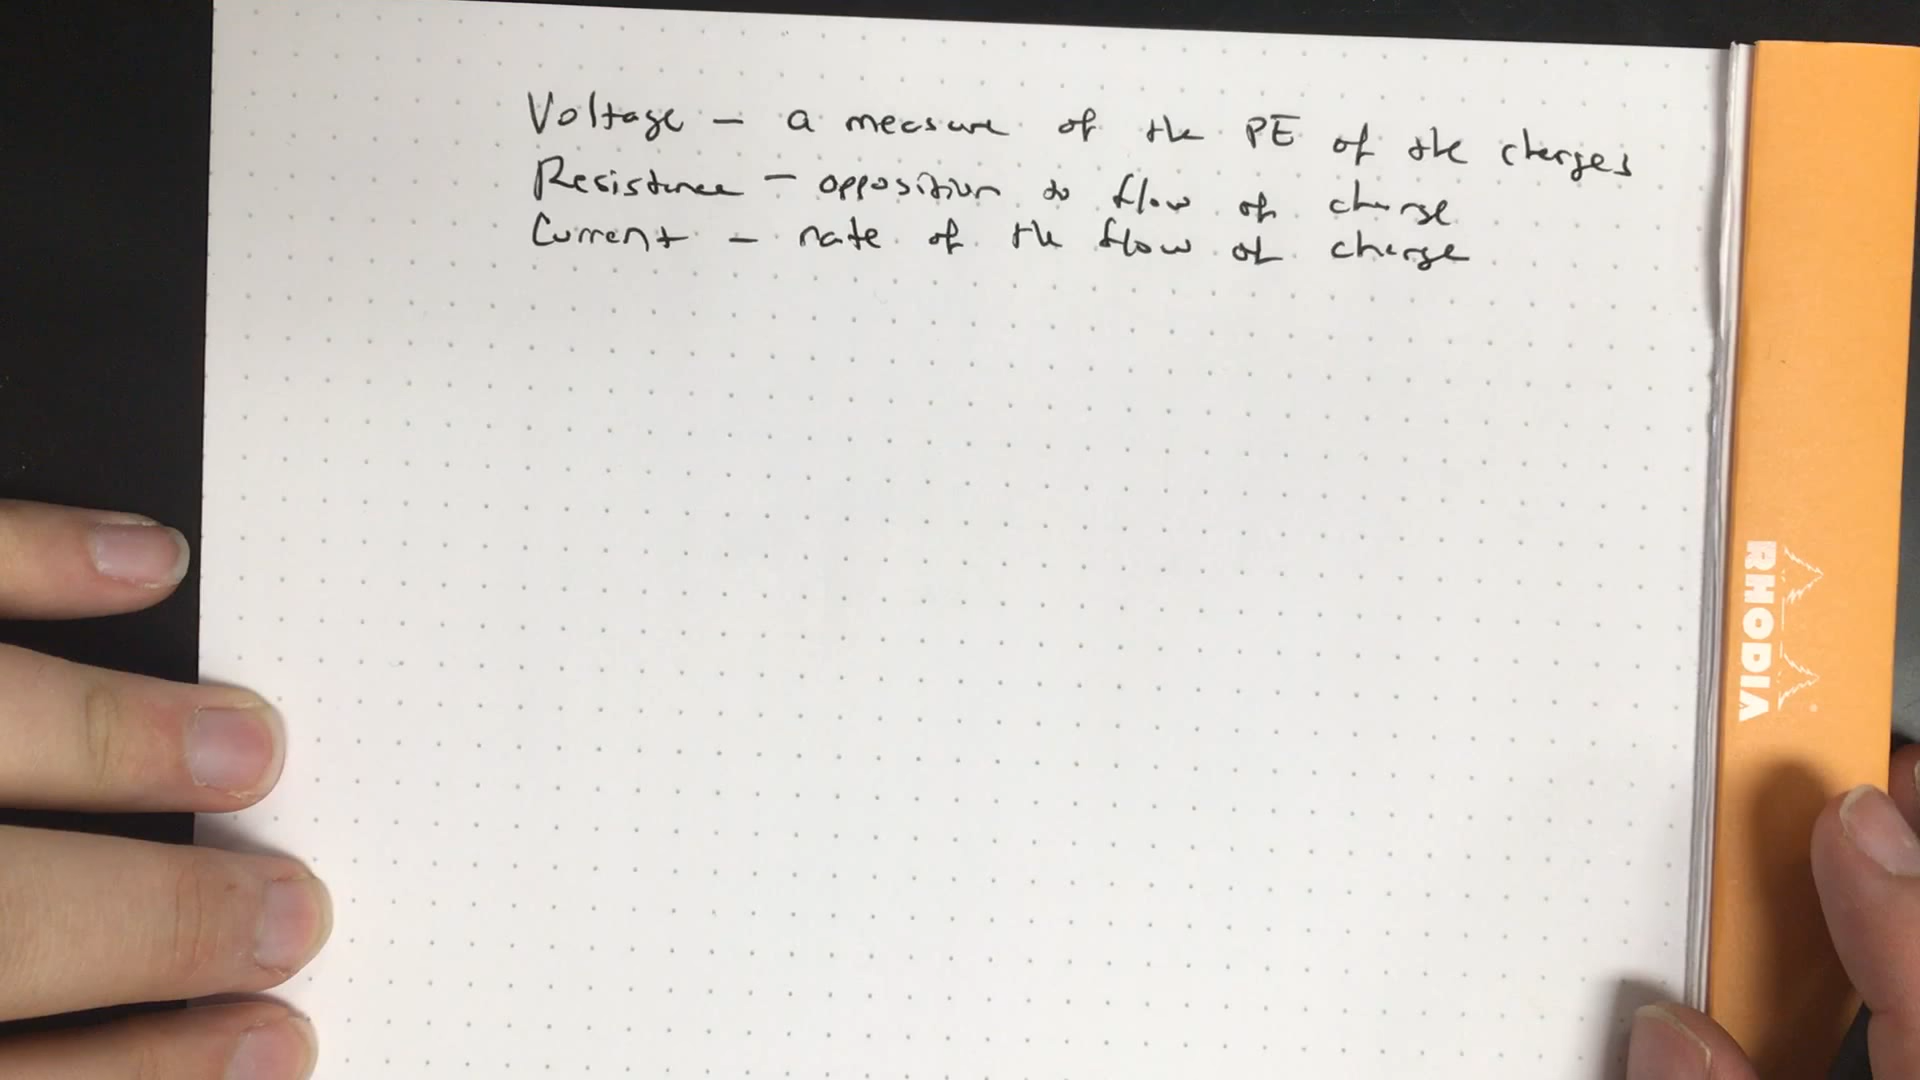 Voltage – a measure of the PE of the charges
Resistance – opposition to flow of charge
Current – rate of the flow of charge
RHODIA